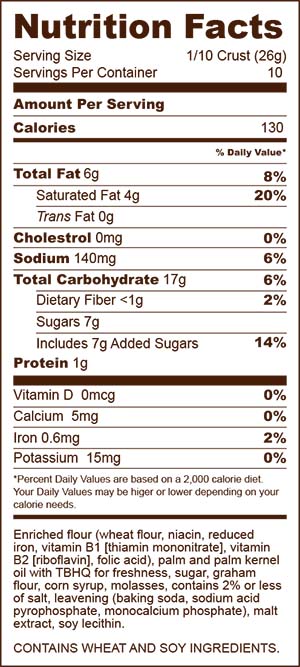 Nutrition Facts
Serving Size 1/10 Crust (26g)
Servings Per Container 10
Amount Per Serving
Calories 130
% Daily Value*
Total Fat 6g 8%
Saturated Fat 4g 20%
Trans Fat 0g
Cholestrol 0mg 0%
Sodium 140mg 6%
Total Carbohydrate 17g 6%
Dietary Fiber <1g 2%
Sugars 7g
Includes 7g Added Sugars 14%
Protein 1g
Vitamin D 0mcg 0%
Calcium 5mg 0%
Iron 0.6mg 2%
Potassium 15mg 0%
*Percent Daily Values are based on a 2,000 calorie diet.
Your Daily Values may be higer or lower depending on your
calorie needs.
Enriched flour (wheat flour, niacin, reduced
iron, vitamin B1 [thiamin mononitrate], vitamin
B2 [riboflavin], folic acid), palm and palm kernel
oil with TBHQ for freshness, sugar, graham
flour, corn syrup, molasses, contains 2% or less
of salt, leavening (baking soda, sodium acid
pyrophosphate, monocalcium phosphate), malt
extract, soy lecithin.
CONTAINS WHEAT AND SOY INGREDIENTS.